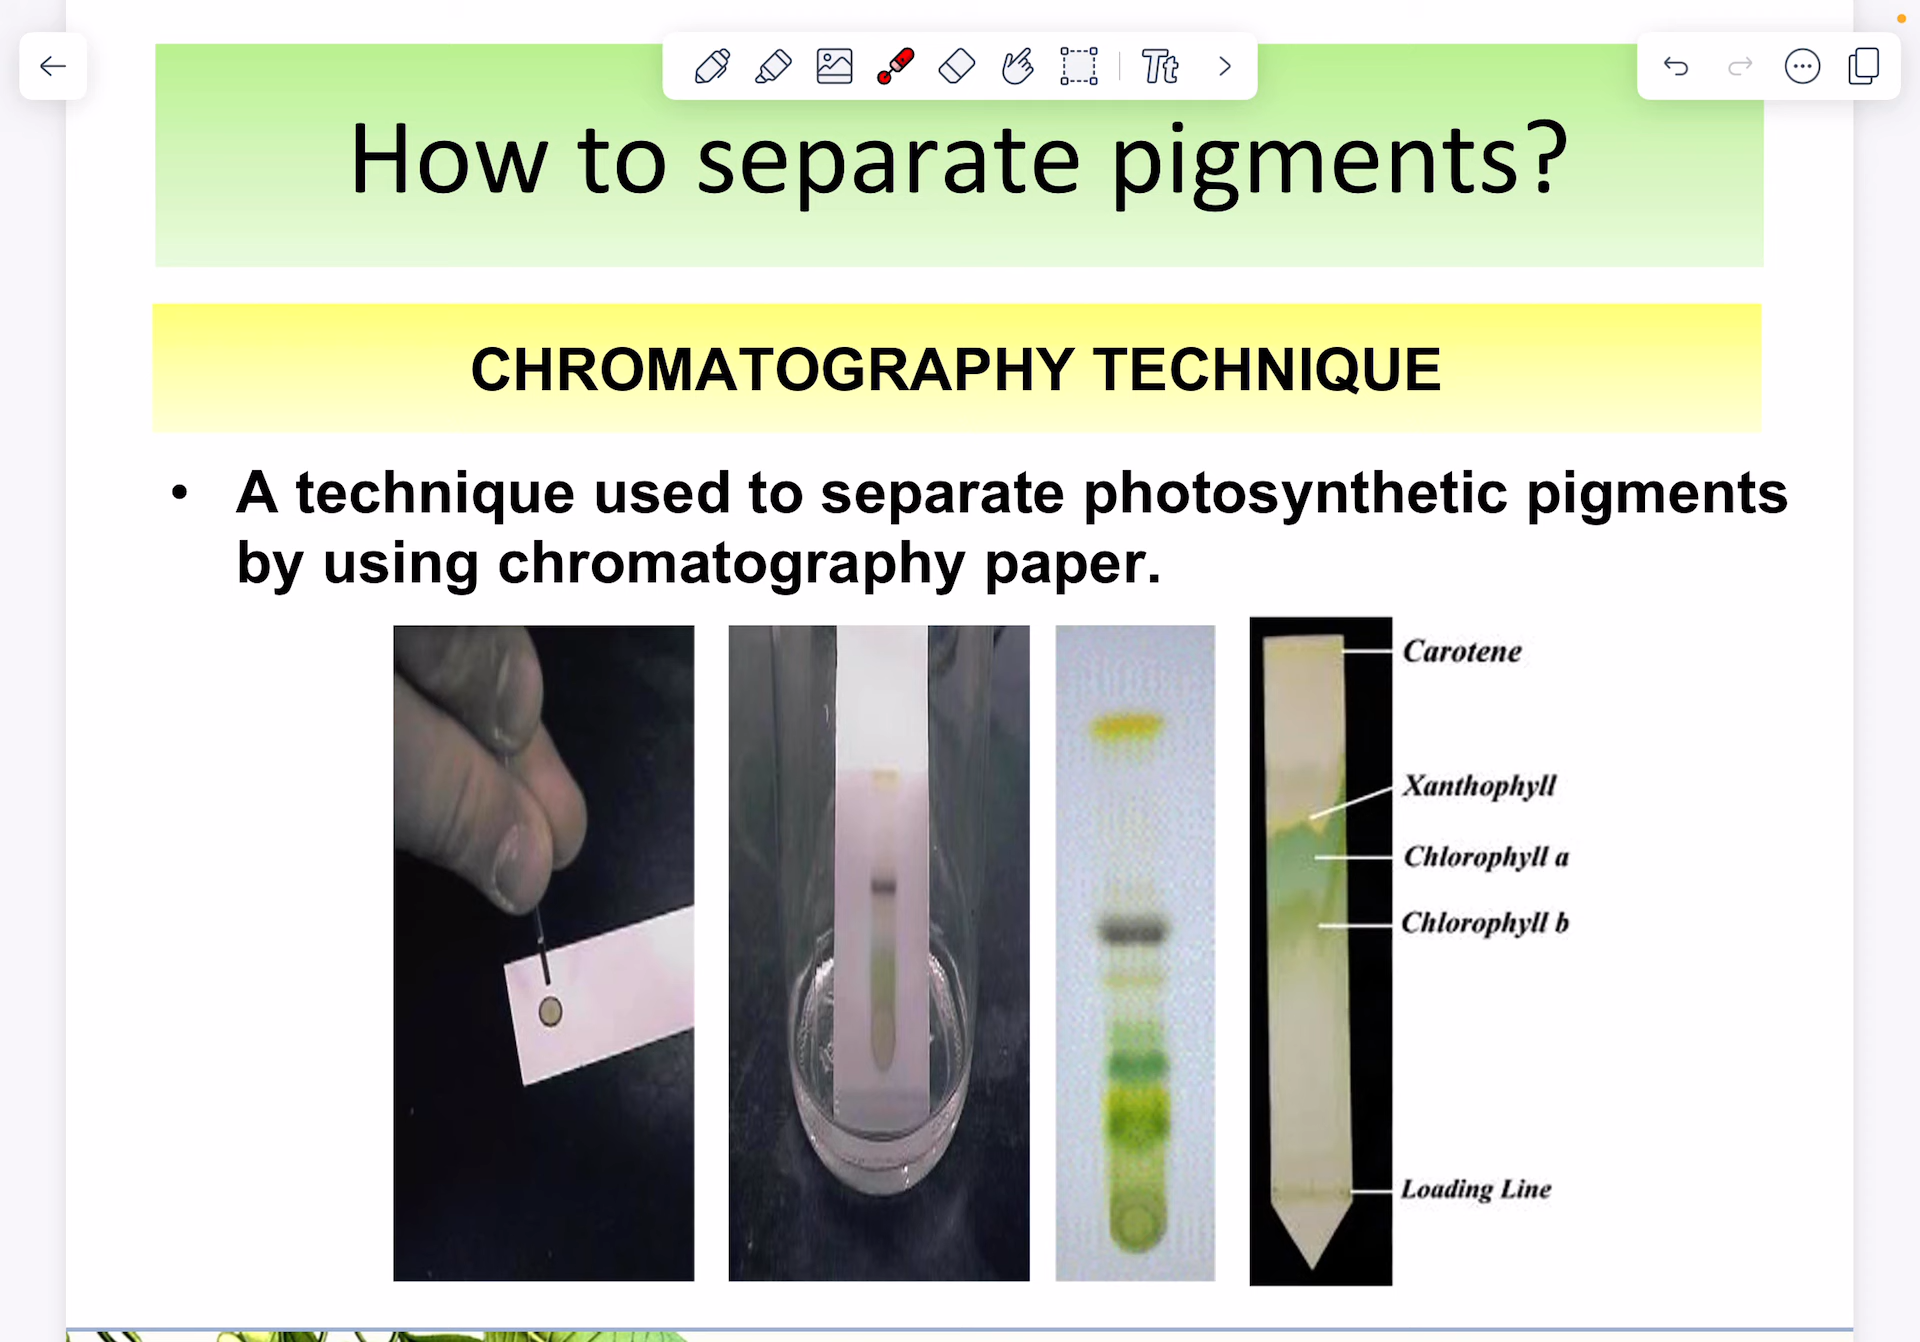 Tt
How to separate pigments?
CHROMATOGRAPHY TECHNIQUE
• A technique used to separate photosynthetic pigments
by using chromatography paper.
Carotene
Xanthophyll
Chlorophyll a
Chlorophyll b
Loading Line